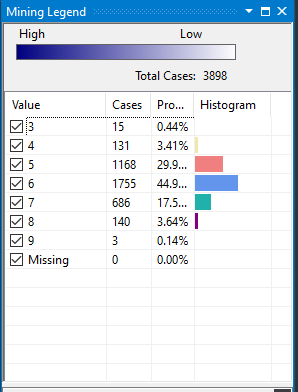 Mining Legend
High Low
Total Cases: 3898
Value Cases Pro... Histogram
3 15 0.44%
4 131 3.41%
5 1168 29.9...
6 1755 44.9...
7 686 17.5...
8 140 3.64%
9 3 0.14%
Missing 0 0.00%